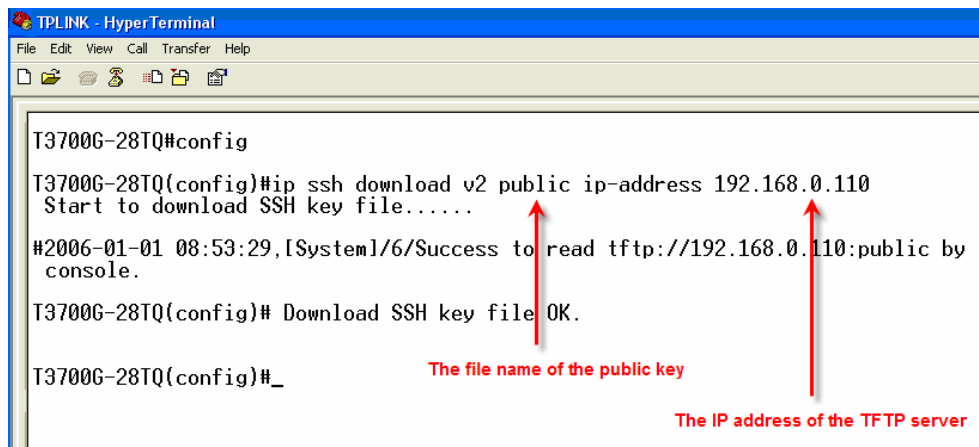 TPLINK - HyperTerminal
File Edit View Call Transfer Help
T3700G-28TQ#config
T3700G-28TQ(config)#ip ssh download v2 public ip-address 192.168.0.110
Start to download SSH key file......
#2006-01-01 08:53:29,[System]/6/Success to read tftp://192.168.0.110:public by
console.
T3700G-28TQ(config)# Download SSH key file OK.
T3700G-28TQ(config)#_
The file name of the public key
The IP address of the TFTP server